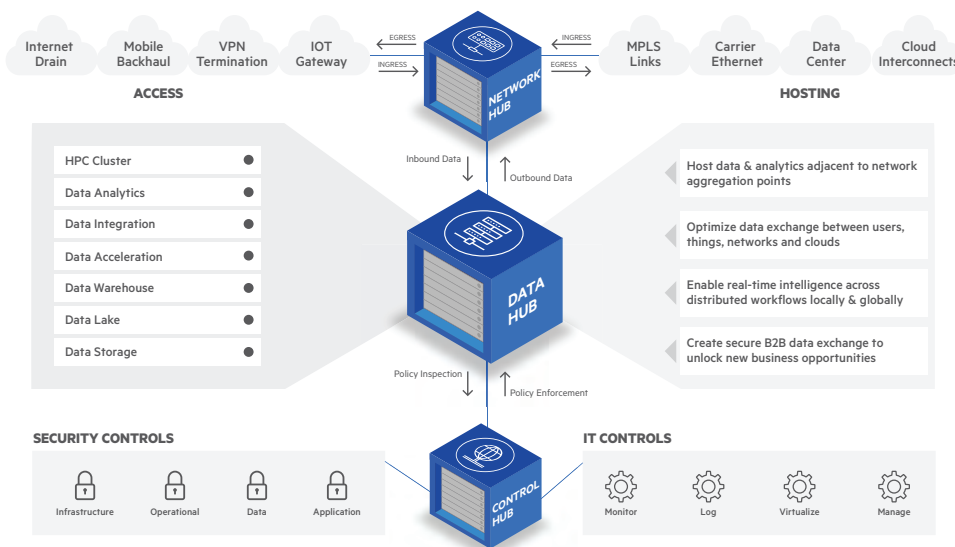 Internet
Drain
Mobile
Backhaul
VPN
Termination
IOT
Gateway
EGRESS
INGRESS
INGRESS
EGRESS
MPLS
Links
Carrier
Ethernet
Data
Center
Cloud
Interconnects
ACCESS
HOSTING
NETWORK
HUB
Inbound Data
Outbound Data
HPC Cluster
Data Analytics
Data Integration
Data Acceleration
Data Warehouse
Data Lake
Data Storage
DATA
HUB
Host data & analytics adjacent to network
aggregation points
Optimize data exchange between users,
things, networks and clouds
Enable real-time intelligence across
distributed workflows locally & globally
Create secure B2B data exchange to
unlock new business opportunities
Policy Inspection
Policy Enforcement
SECURITY CONTROLS
Infrastructure
Operational
Data
Application
CONTROL
HUB
IT CONTROLS
Monitor
Log
Virtualize
Manage